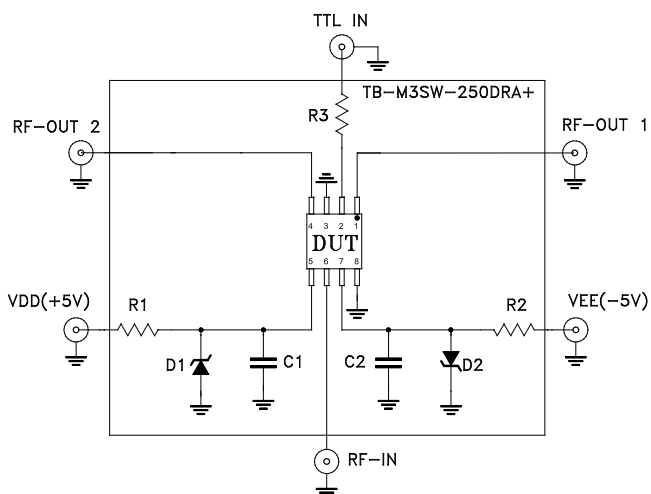 TTL IN
TB-M3SW-250DRA+
R3
RF-OUT 2
RF-OUT 1
4 3 2 1
DUT
5 6 7 8
VDD(+5V)
R1
R2
VEE(-5V)
D1
C1
C2
D2
RF-IN